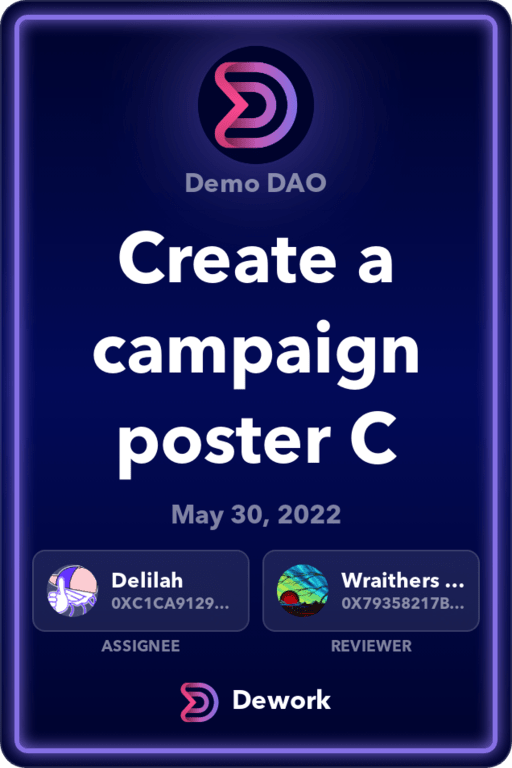 Demo DAO
Create a
campaign
poster C
May 30, 2022
Delilah
0XC1CA9129...
ASSIGNEE
Wraithers ...
0X79358217B...
REVIEWER
Dework